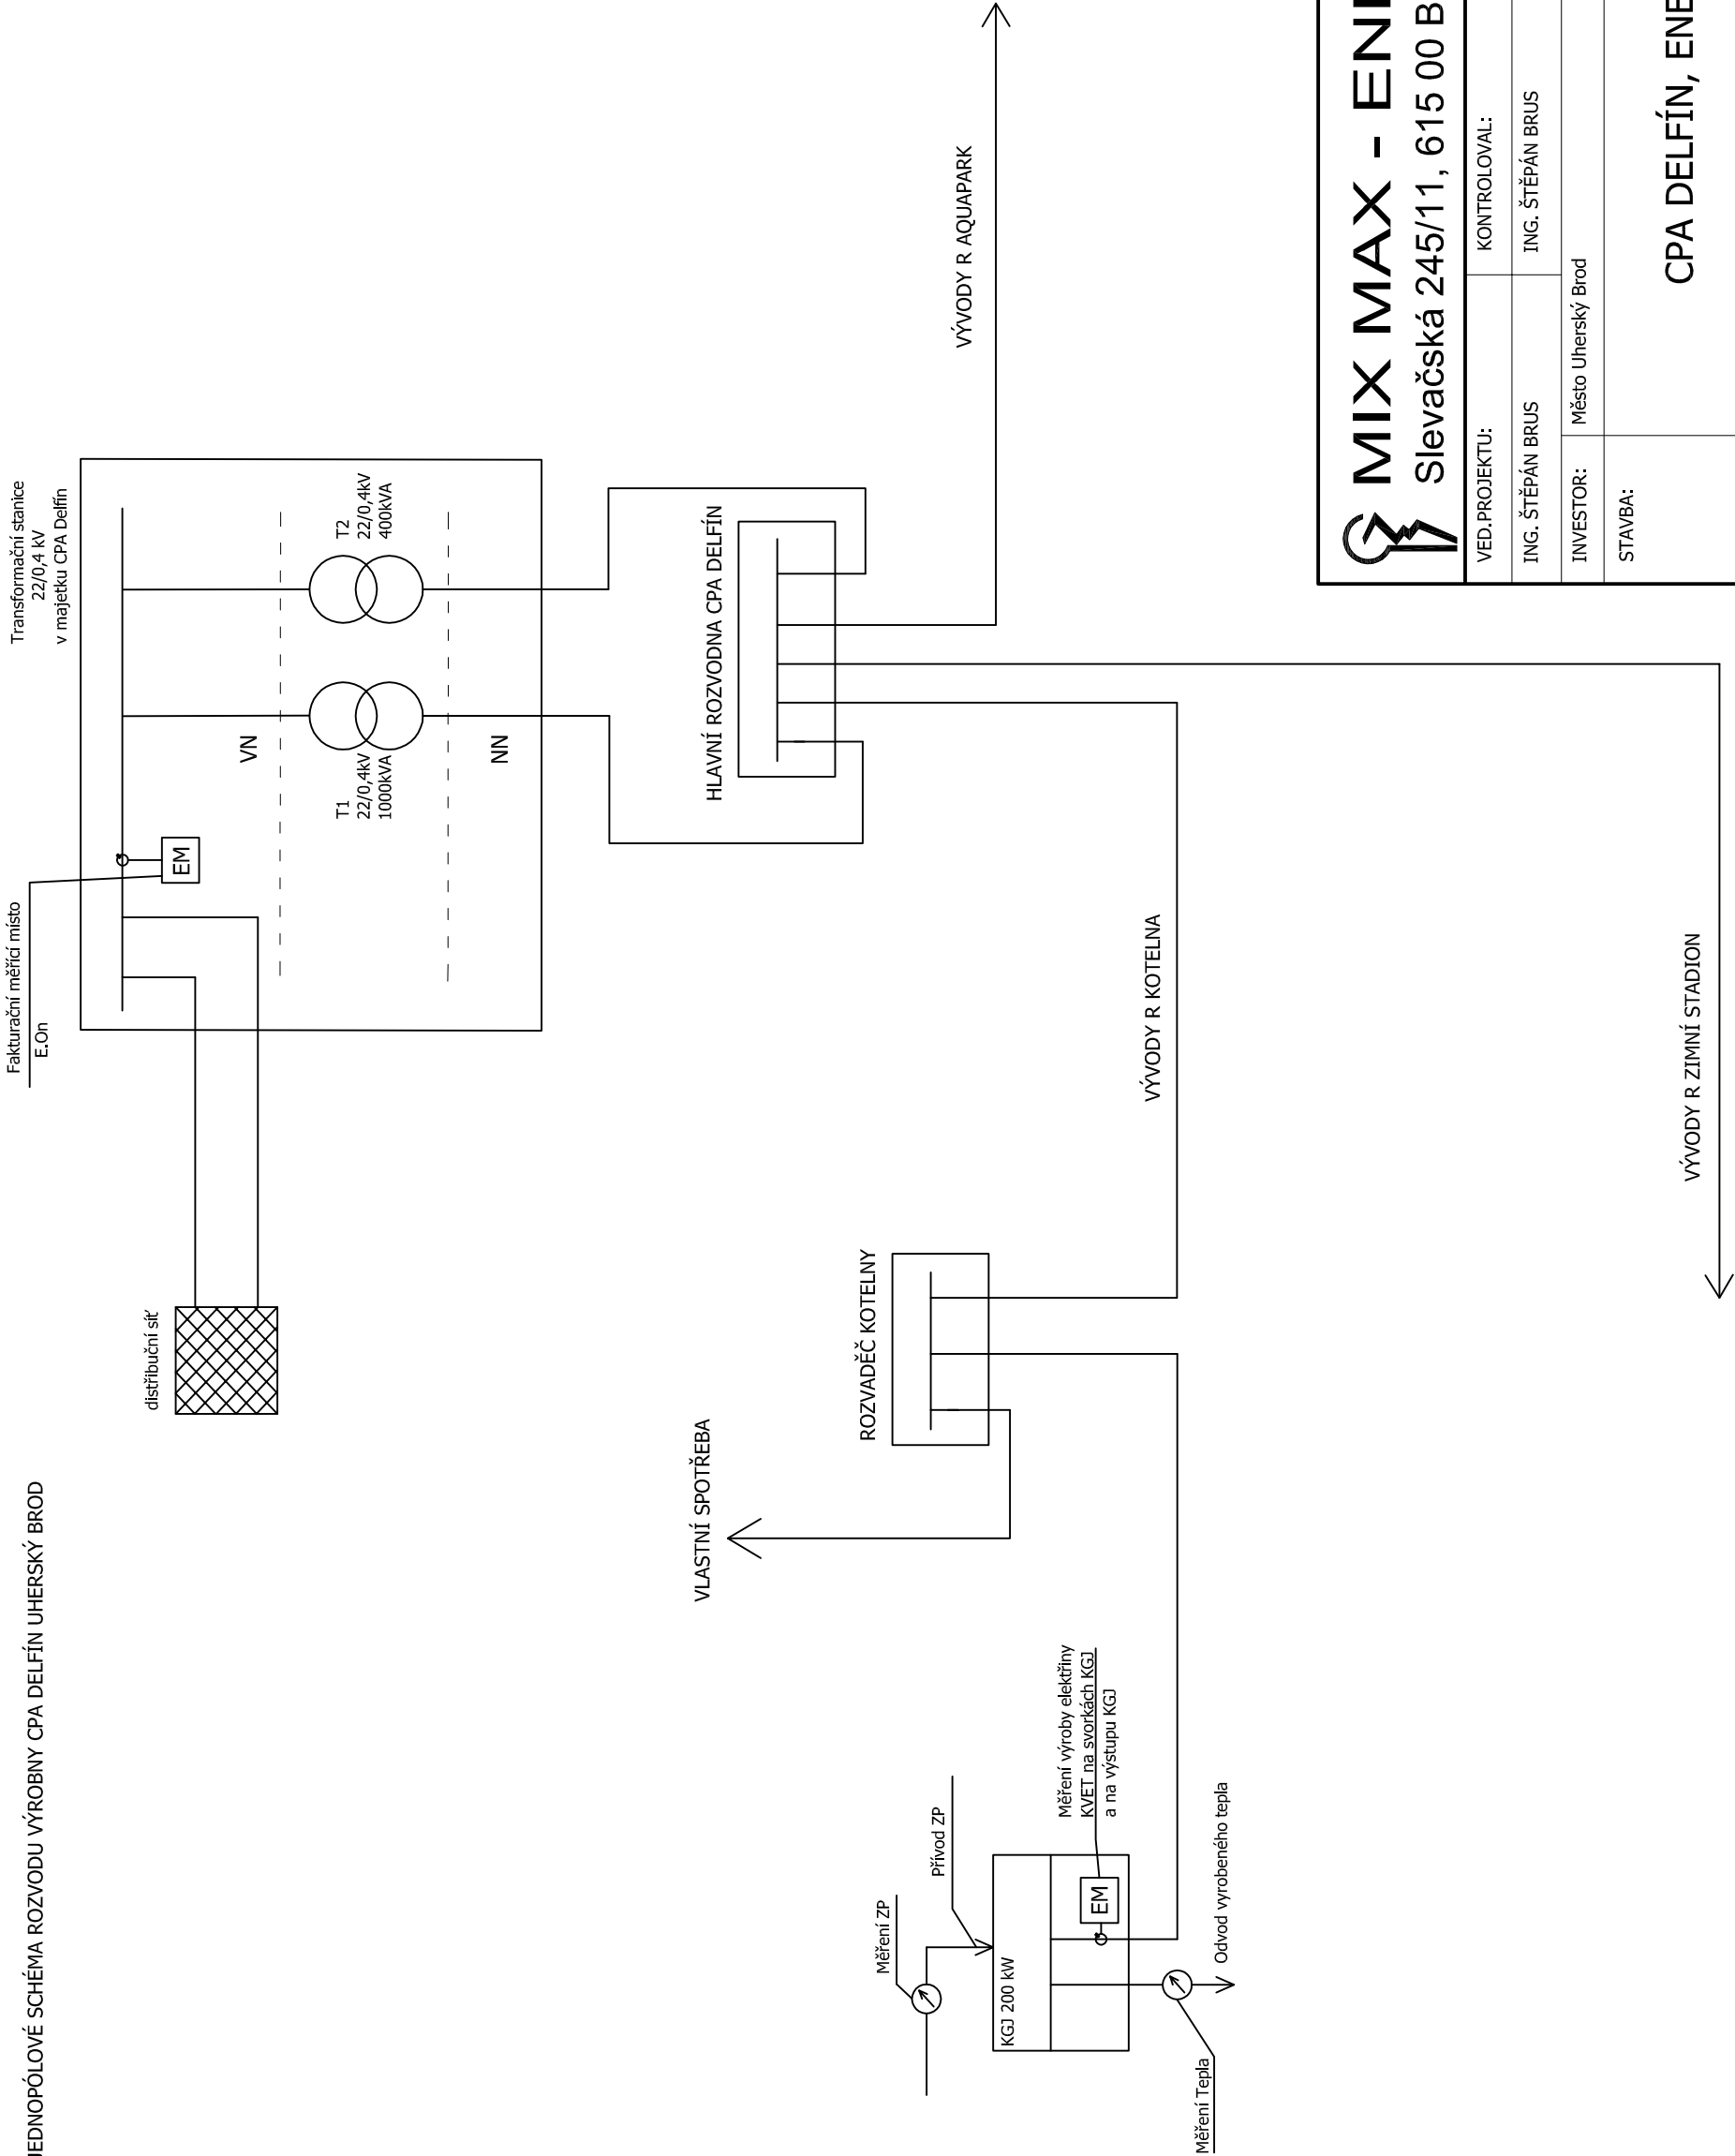 JEDNOPÓLOVÉ SCHÉMA ROZVODU VÝROBNY CPA DELFÍN UHERSKÝ BROD
Fakturační měřící místo
E.On
Transformační stanice
22/0,4 kV
v majetku CPA Delfín
distřibuční síť
EM
VN
T1
22/0,4kV
1000kVA
T2
22/0,4kV
400kVA
NN
HLAVNÍ ROZVODNA CPA DELFÍN
VÝVODY R AQUAPARK
VLASTNÍ SPOTŘEBA
ROZVADĚČ KOTELNY
VÝVODY R KOTELNA
VÝVODY R ZIMNÍ STADION
Měření ZP
Přívod ZP
KGJ 200 kW
EM
Měření výroby elektřiny
KVET na svorkách KGJ
a na výstupu KGJ
Měření Tepla
Odvod vyrobeného tepla
MIX MAX - ENE
Slevačská 245/11, 615 00 B
VED.PROJEKTU:
KONTROLOVAL:
ING. ŠTĚPÁN BRUS
ING. ŠTĚPÁN BRUS
INVESTOR:
Město Uherský Brod
STAVBA:
CPA DELFÍN, ENE